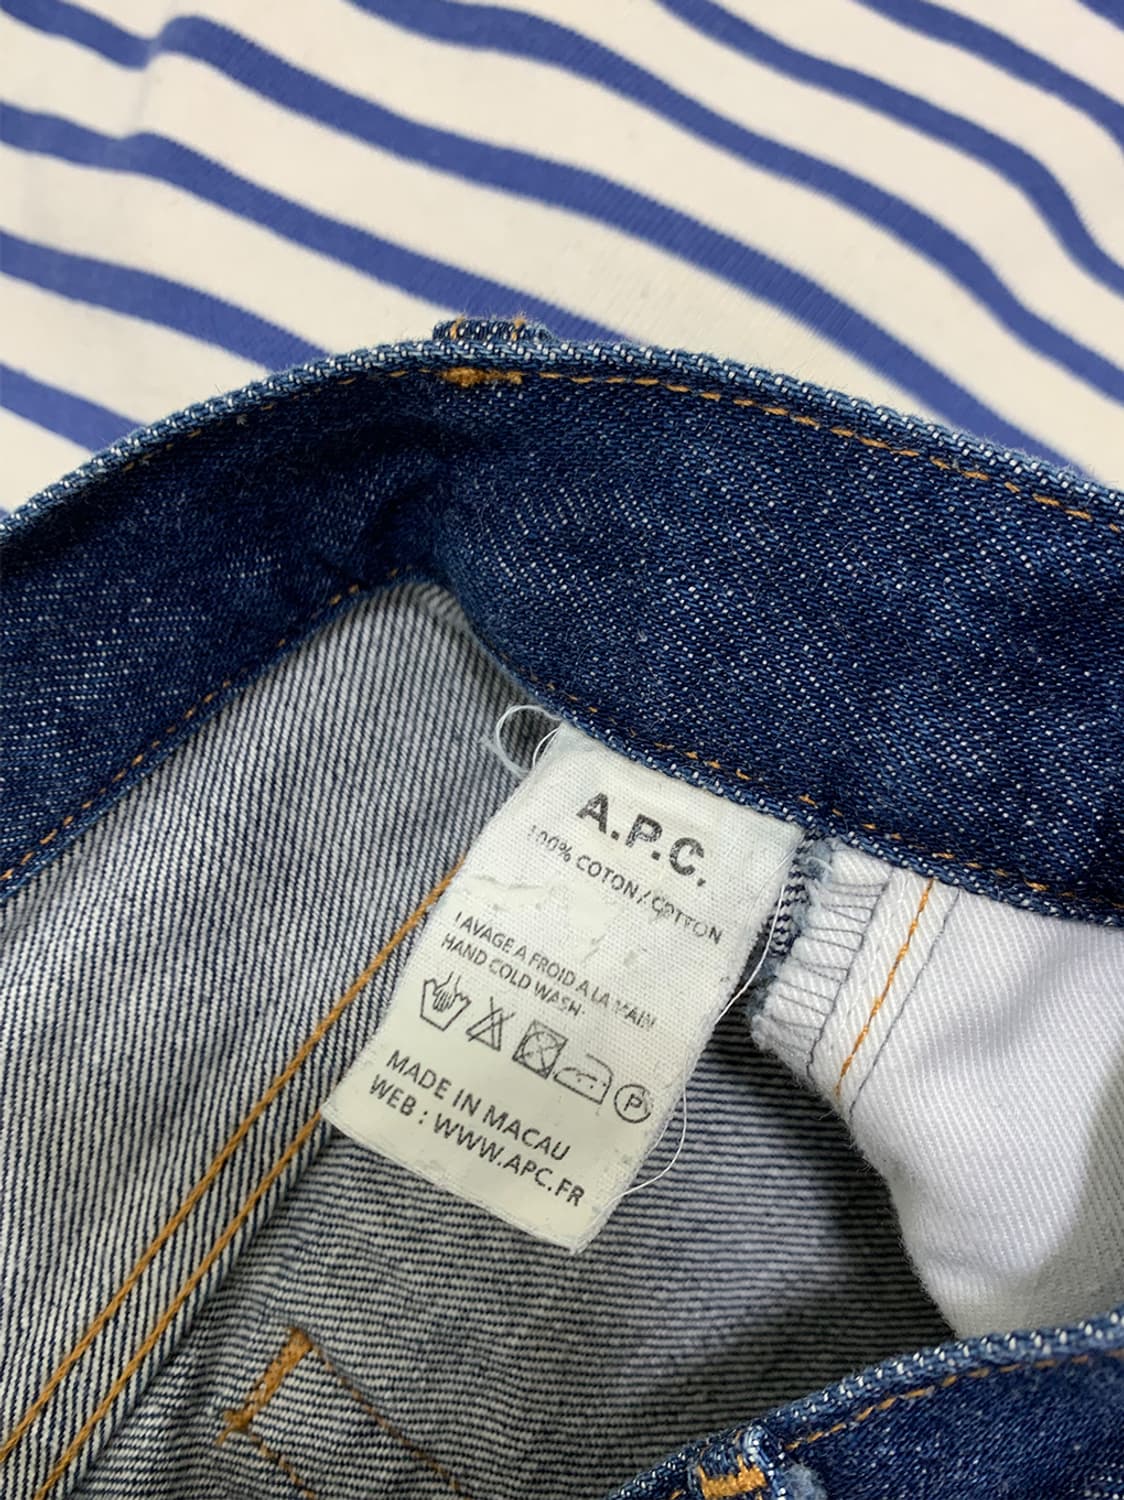 A.P.C.
100% COTON / COTTON
LAVAGE A FROID A LA MAIN
HAND COLD WASH
P
MADE IN MACAU
WEB : WWW.APC.FR